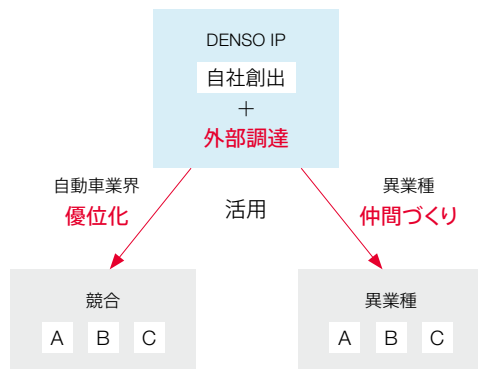 DENSO IP
自社創出
+
外部調達
自動車業界
優位化
活用
異業種
仲間づくり
競合
A B C
異業種
A B C